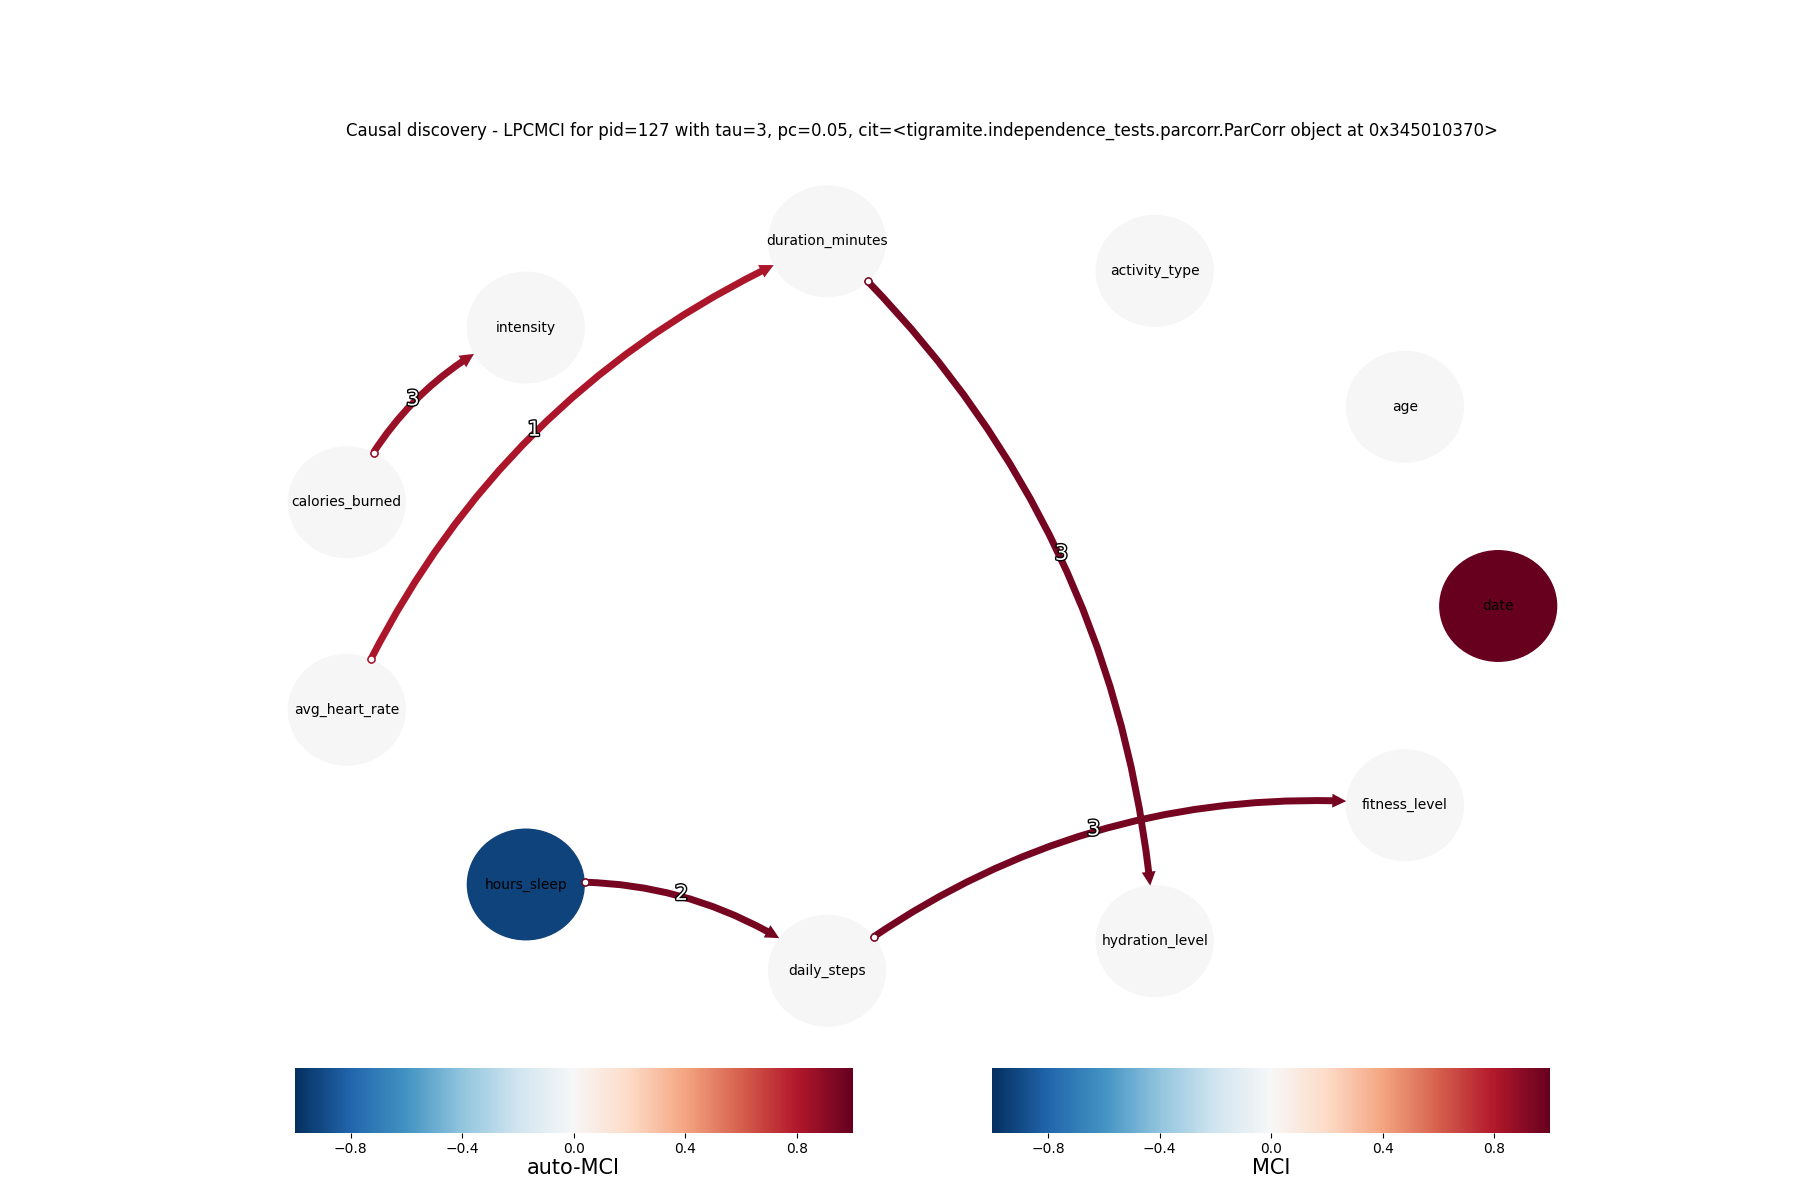 Causal discovery - LPCMCI for pid=127 with tau=3, pc=0.05, cit=<tigramite.independence_tests.parcorr.ParCorr object at 0x345010370>
duration_minutes
activity_type
intensity
3
age
1
calories_burned
3
date
avg_heart_rate
fitness_level
3
hours_sleep
2
hydration_level
daily_steps
−0.8 −0.4 0.0 0.4 0.8
auto-MCI
−0.8 −0.4 0.0 0.4 0.8
MCI